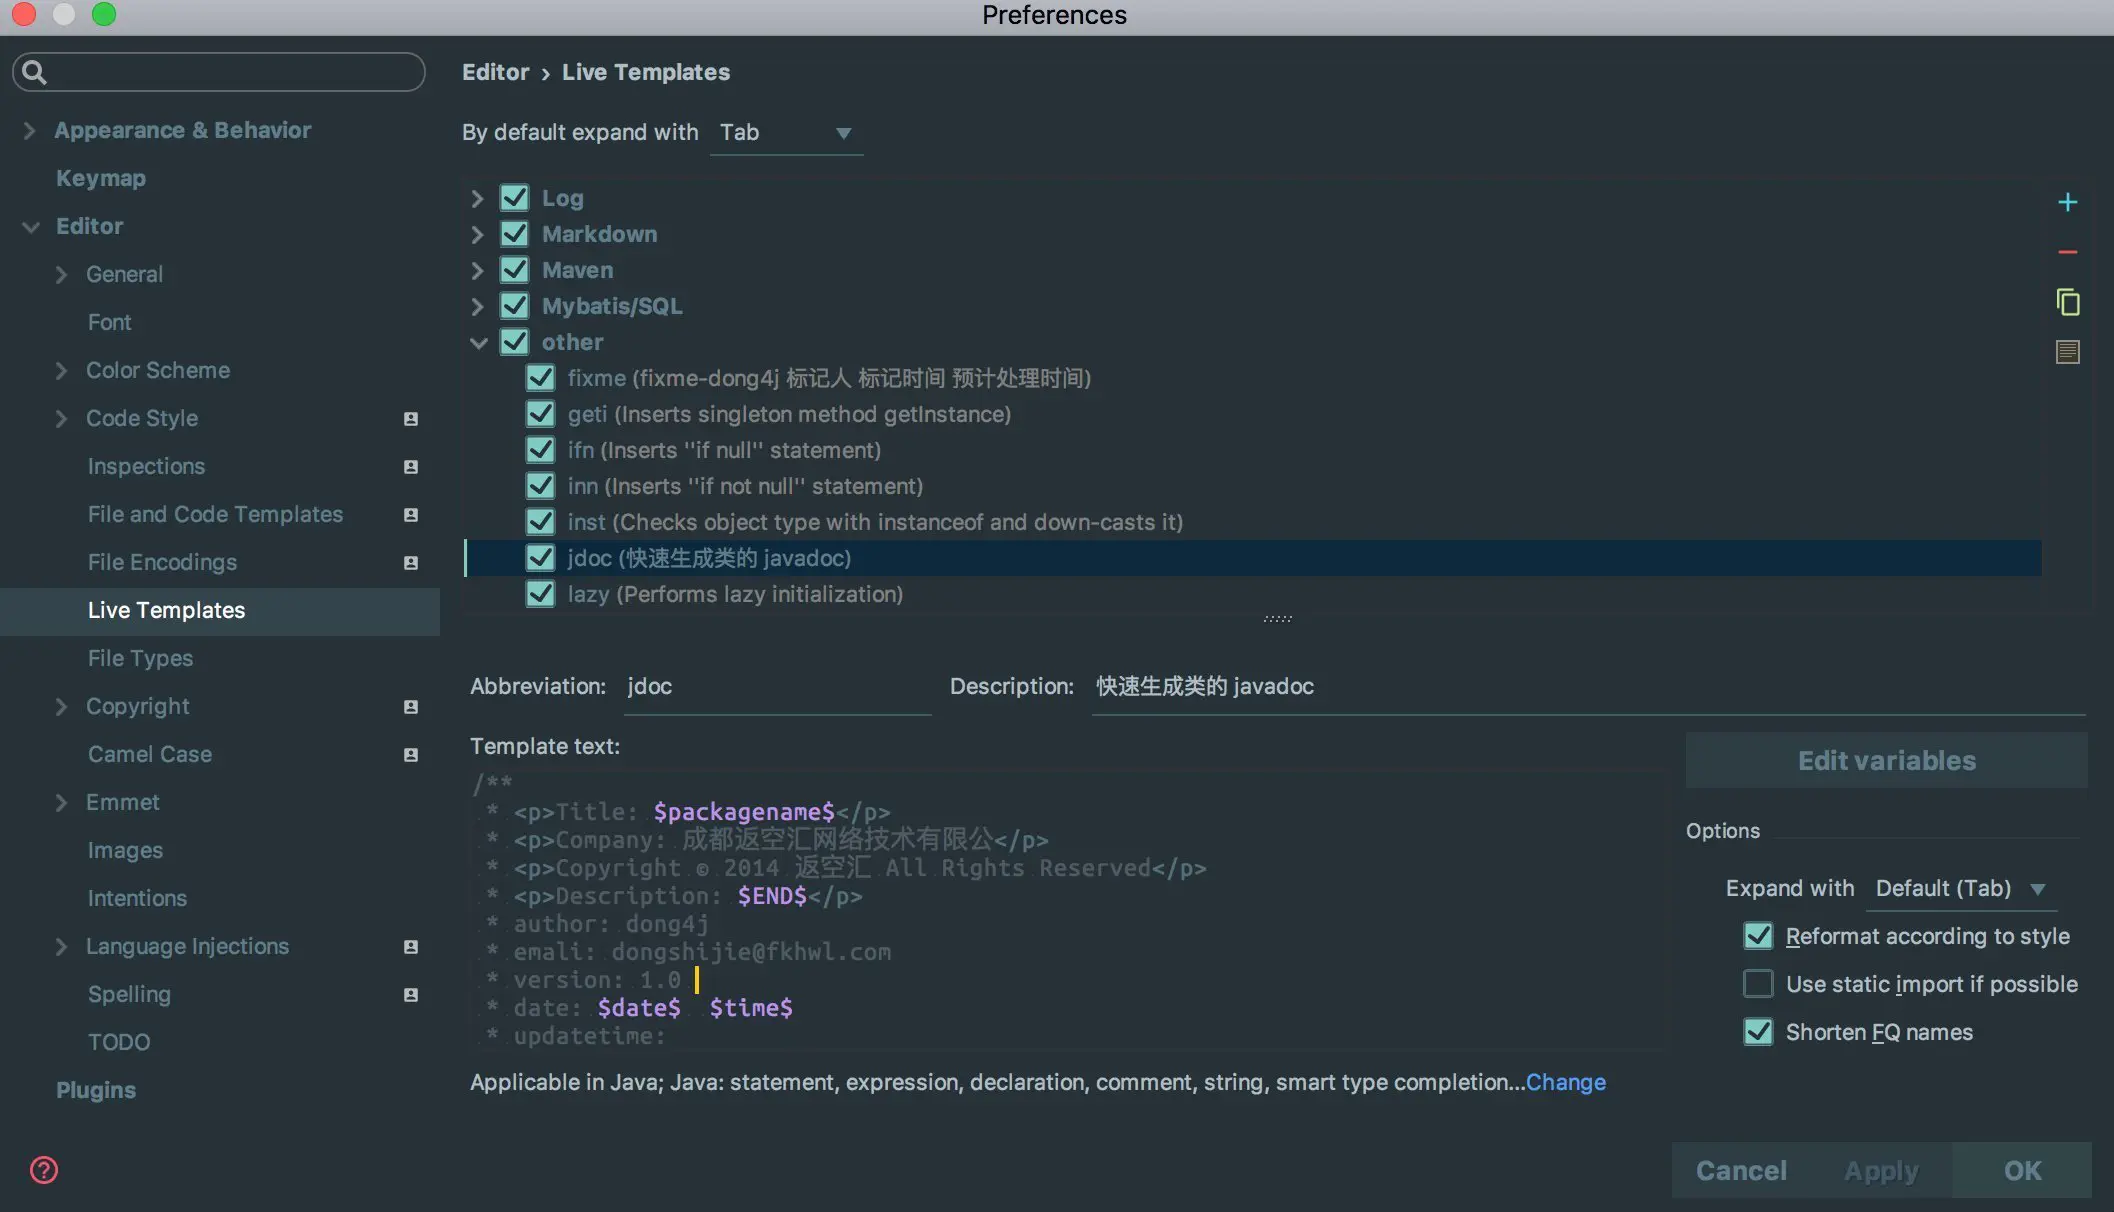 Preferences
Editor › Live Templates
By default expand with Tab
Appearance & Behavior
Keymap
Editor
General
Font
Color Scheme
Code Style
Inspections
File and Code Templates
File Encodings
Live Templates
File Types
Copyright
Camel Case
Emmet
Images
Intentions
Language Injections
Spelling
TODO
Plugins
Log
Markdown
Maven
Mybatis/SQL
other
fixme (fixme-dong4j 标记人 标记时间 预计处理时间)
geti (Inserts singleton method getInstance)
ifn (Inserts ''if null'' statement)
inn (Inserts ''if not null'' statement)
inst (Checks object type with instanceof and down-casts it)
jdoc (快速生成类的 javadoc)
lazy (Performs lazy initialization)
Abbreviation: jdoc Description: 快速生成类的 javadoc
Template text:
/**
* <p>Title: $packagename$</p>
* <p>Company: 成都返空汇网络技术有限公</p>
* <p>Copyright © 2014 返空汇 All Rights Reserved</p>
* <p>Description: $END$</p>
* author: dong4j
* emali: dongshijie@fkhwl.com
* version: 1.0
* date: $date$ $time$
* updatetime:
Edit variables
Options
Expand with Default (Tab)
Reformat according to style
Use static import if possible
Shorten FQ names
Applicable in Java; Java: statement, expression, declaration, comment, string, smart type completion...Change
Cancel Apply OK